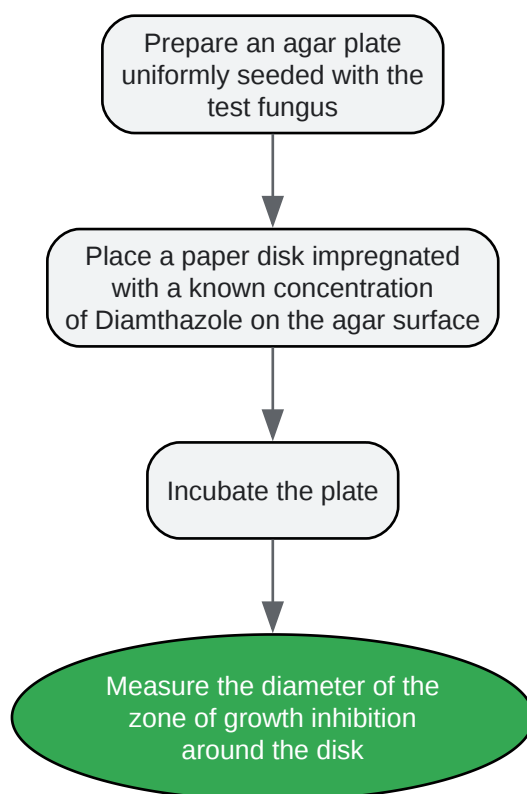 Prepare an agar plate
uniformly seeded with the
test fungus
Place a paper disk impregnated
with a known concentration
of Diamthazole on the agar surface
Incubate the plate
Measure the diameter of the
zone of growth inhibition
around the disk